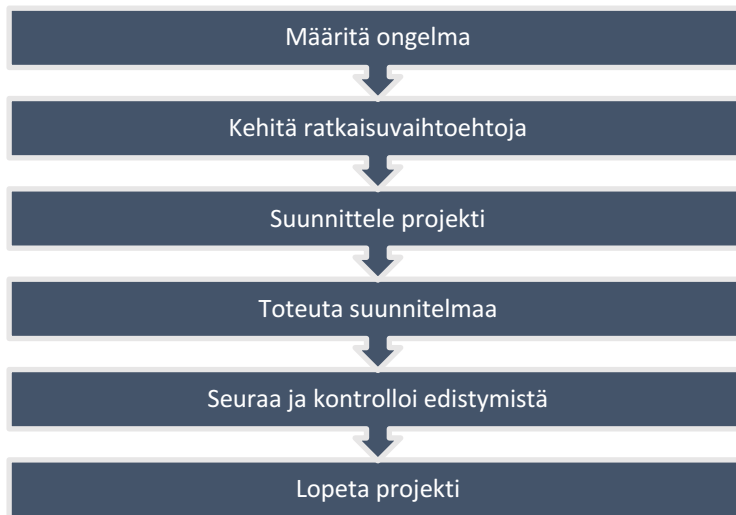 Määritä ongelma
Kehitä ratkaisuvaihtoehtoja
Suunnittele projekti
Toteuta suunnitelmaa
Seuraa ja kontrolloi edistymistä
Lopeta projekti